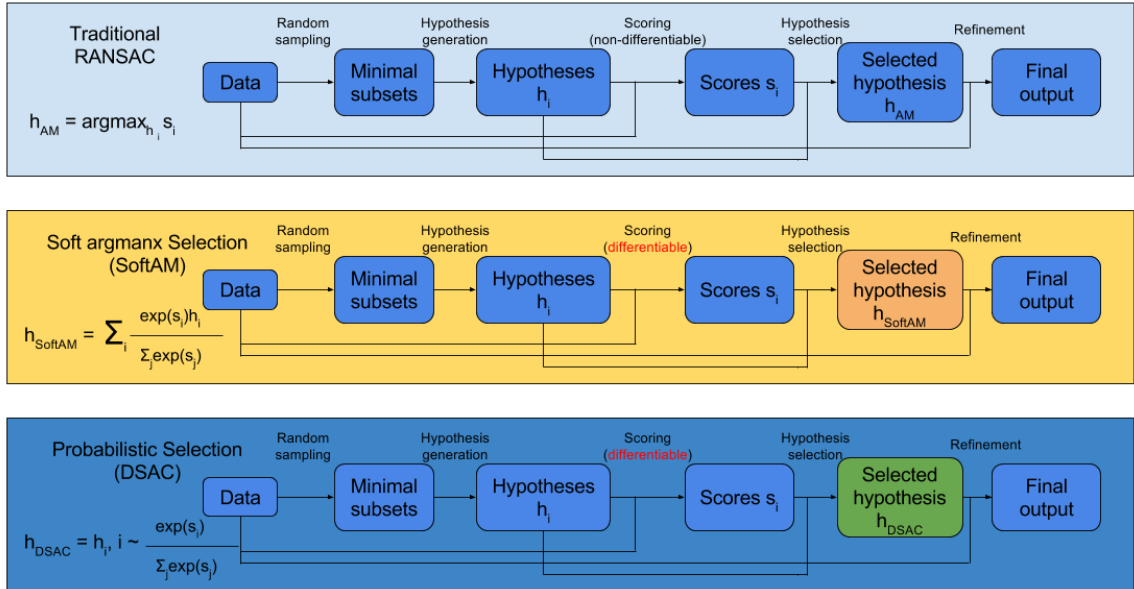 Traditional
RANSAC
Random
sampling
Hypothesis
generation
Scoring
(non-differentiable)
Hypothesis
selection
Refinement
Data
Minimal
subsets
Hypotheses
h_i
Scores s_i
Selected
hypothesis
h_AM
Final
output
h_AM = argmax_h_i s_i
Soft argmanx Selection
(SoftAM)
Random
sampling
Hypothesis
generation
Scoring
(differentiable)
Hypothesis
selection
Refinement
Data
Minimal
subsets
Hypotheses
h_i
Scores s_i
Selected
hypothesis
h_SoftAM
Final
output
h_SoftAM = Σ_i exp(s_i)h_i
Σ_j exp(s_j)
Probabilistic Selection
(DSAC)
Random
sampling
Hypothesis
generation
Scoring
(differentiable)
Hypothesis
selection
Refinement
Data
Minimal
subsets
Hypotheses
h_i
Scores s_i
Selected
hypothesis
h_DSAC
Final
output
h_DSAC = h_i, i ~ exp(s_i)
Σ_j exp(s_j)